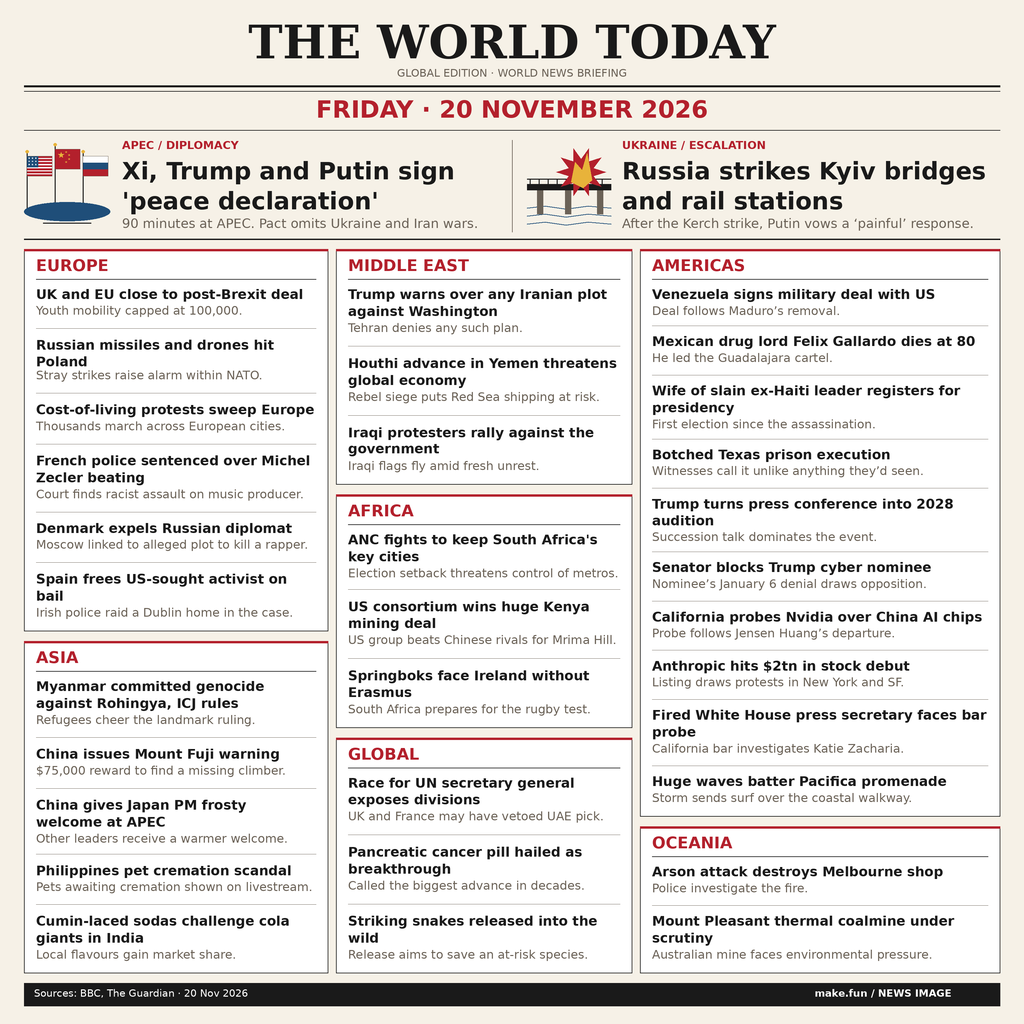 THE WORLD TODAY
GLOBAL EDITION · WORLD NEWS BRIEFING
FRIDAY · 20 NOVEMBER 2026
APEC / DIPLOMACY
Xi, Trump and Putin sign
'peace declaration'
90 minutes at APEC. Pact omits Ukraine and Iran wars.
UKRAINE / ESCALATION
Russia strikes Kyiv bridges
and rail stations
After the Kerch strike, Putin vows a ‘painful’ response.
EUROPE
UK and EU close to post-Brexit deal
Youth mobility capped at 100,000.
Russian missiles and drones hit
Poland
Stray strikes raise alarm within NATO.
Cost-of-living protests sweep Europe
Thousands march across European cities.
French police sentenced over Michel
Zecler beating
Court finds racist assault on music producer.
Denmark expels Russian diplomat
Moscow linked to alleged plot to kill a rapper.
Spain frees US-sought activist on
bail
Irish police raid a Dublin home in the case.
ASIA
Myanmar committed genocide
against Rohingya, ICJ rules
Refugees cheer the landmark ruling.
China issues Mount Fuji warning
$75,000 reward to find a missing climber.
China gives Japan PM frosty
welcome at APEC
Other leaders receive a warmer welcome.
Philippines pet cremation scandal
Pets awaiting cremation shown on livestream.
Cumin-laced sodas challenge cola
giants in India
Local flavours gain market share.
MIDDLE EAST
Trump warns over any Iranian plot
against Washington
Tehran denies any such plan.
Houthi advance in Yemen threatens
global economy
Rebel siege puts Red Sea shipping at risk.
Iraqi protesters rally against the
government
Iraqi flags fly amid fresh unrest.
AFRICA
ANC fights to keep South Africa's
key cities
Election setback threatens control of metros.
US consortium wins huge Kenya
mining deal
US group beats Chinese rivals for Mrima Hill.
Springboks face Ireland without
Erasmus
South Africa prepares for the rugby test.
GLOBAL
Race for UN secretary general
exposes divisions
UK and France may have vetoed UAE pick.
Pancreatic cancer pill hailed as
breakthrough
Called the biggest advance in decades.
Striking snakes released into the
wild
Release aims to save an at-risk species.
AMERICAS
Venezuela signs military deal with US
Deal follows Maduro’s removal.
Mexican drug lord Felix Gallardo dies at 80
He led the Guadalajara cartel.
Wife of slain ex-Haiti leader registers for
presidency
First election since the assassination.
Botched Texas prison execution
Witnesses call it unlike anything they’d seen.
Trump turns press conference into 2028
audition
Succession talk dominates the event.
Senator blocks Trump cyber nominee
Nominee’s January 6 denial draws opposition.
California probes Nvidia over China AI chips
Probe follows Jensen Huang’s departure.
Anthropic hits $2tn in stock debut
Listing draws protests in New York and SF.
Fired White House press secretary faces bar
probe
California bar investigates Katie Zacharia.
Huge waves batter Pacifica promenade
Storm sends surf over the coastal walkway.
OCEANIA
Arson attack destroys Melbourne shop
Police investigate the fire.
Mount Pleasant thermal coalmine under
scrutiny
Australian mine faces environmental pressure.
Sources: BBC, The Guardian · 20 Nov 2026
make.fun / NEWS IMAGE